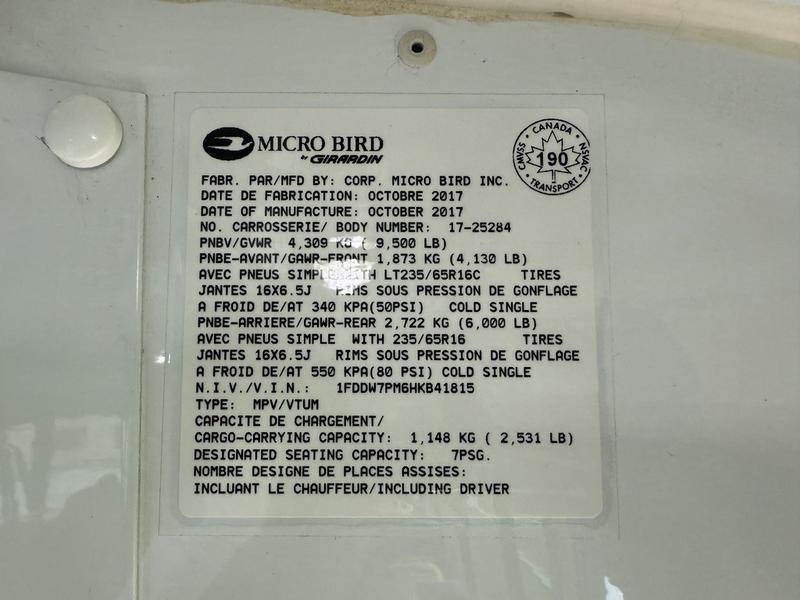 MICRO BIRD
by GIRARDIN
CANADA
CMVSS 190 NSVAC
TRANSPORT
FABR. PAR/MFD BY: CORP. MICRO BIRD INC.
DATE DE FABRICATION: OCTOBRE 2017
DATE OF MANUFACTURE: OCTOBER 2017
NO. CARROSSERIE/ BODY NUMBER: 17-25284
PNBV/GVWR 4,309 KG ( 9,500 LB)
PNBE-AVANT/GAWR-FRONT 1,873 KG (4,130 LB)
AVEC PNEUS SIMPLE WITH LT235/65R16C TIRES
JANTES 16X6.5J RIMS SOUS PRESSION DE GONFLAGE
A FROID DE/AT 340 KPA(50PSI) COLD SINGLE
PNBE-ARRIERE/GAWR-REAR 2,722 KG (6,000 LB)
AVEC PNEUS SIMPLE WITH 235/65R16 TIRES
JANTES 16X6.5J RIMS SOUS PRESSION DE GONFLAGE
A FROID DE/AT 550 KPA(80 PSI) COLD SINGLE
N.I.V./V.I.N.: 1FDDW7PM6HKB41815
TYPE: MPV/VTUM
CAPACITE DE CHARGEMENT/
CARGO-CARRYING CAPACITY: 1,148 KG ( 2,531 LB)
DESIGNATED SEATING CAPACITY: 7PSG.
NOMBRE DESIGNE DE PLACES ASSISES:
INCLUANT LE CHAUFFEUR/INCLUDING DRIVER